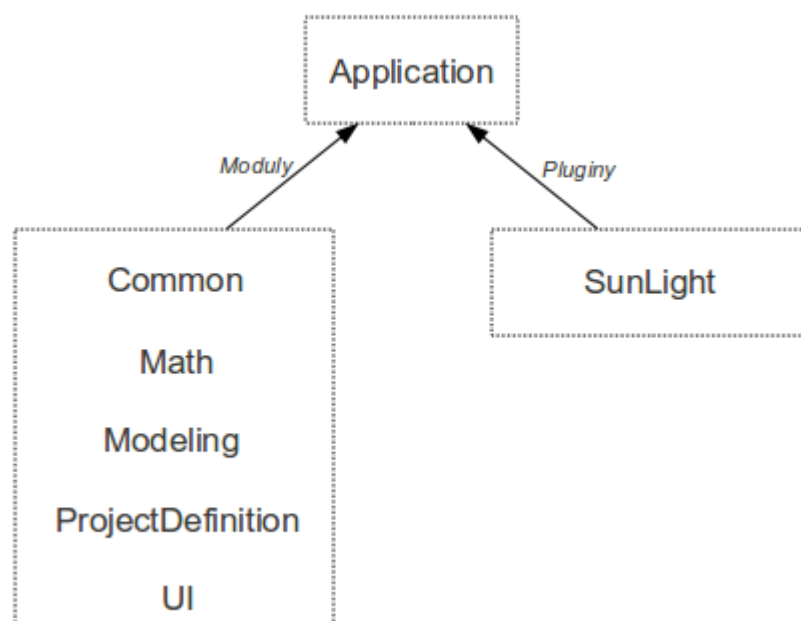 Application
Moduly
Pluginy
Common
SunLight
Math
Modeling
ProjectDefinition
UI